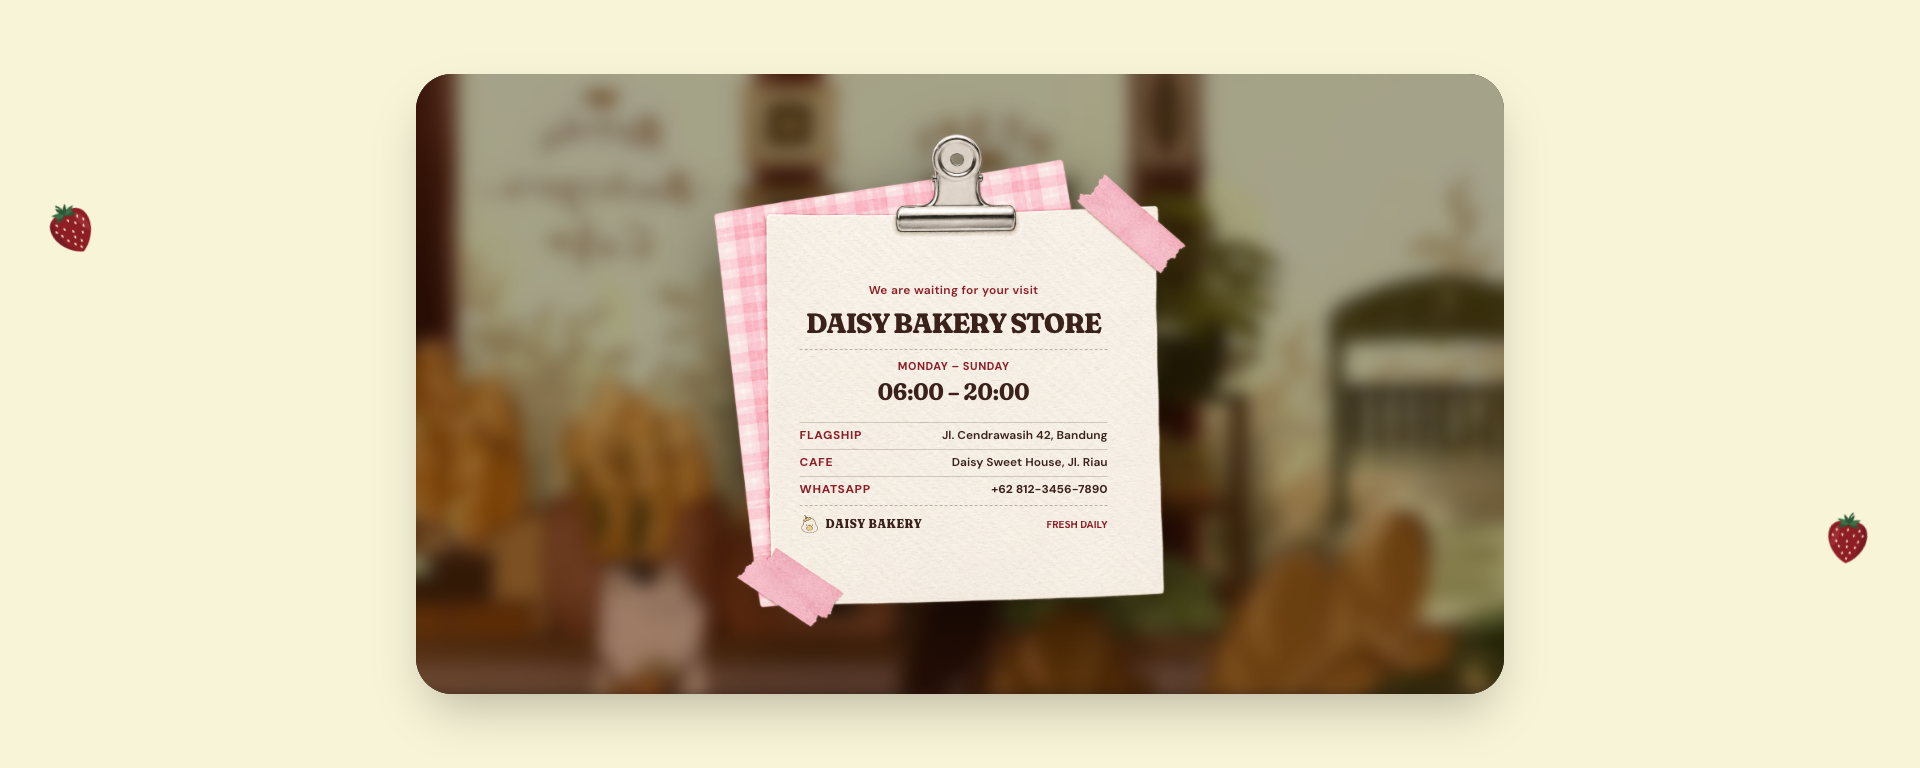 We are waiting for your visit
DAISY BAKERY STORE
MONDAY – SUNDAY
06:00 – 20:00
FLAGSHIP Jl. Cendrawasih 42, Bandung
CAFE Daisy Sweet House, Jl. Riau
WHATSAPP +62 812-3456-7890
DAISY BAKERY FRESH DAILY